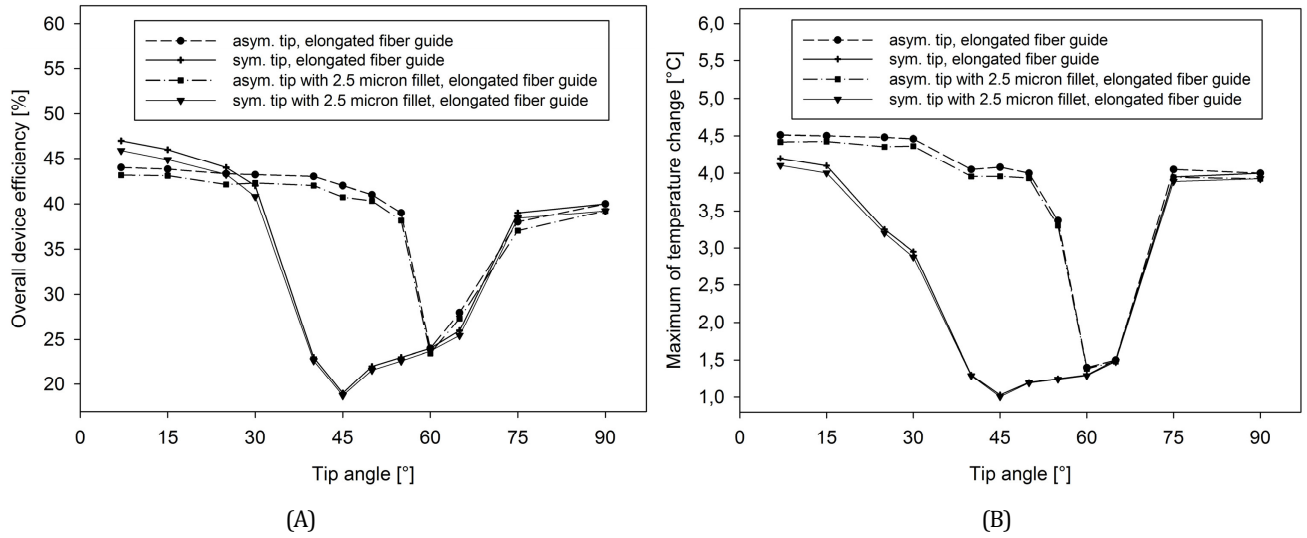 60
55
50
45
40
35
30
25
20
Overall device efficiency [%]
asym. tip, elongated fiber guide
sym. tip, elongated fiber guide
asym. tip with 2.5 micron fillet, elongated fiber guide
sym. tip with 2.5 micron fillet, elongated fiber guide
0 15 30 45 60 75 90
Tip angle [°]
(A)
6,0
5,5
5,0
4,5
4,0
3,5
3,0
2,5
2,0
1,5
1,0
Maximum of temperature change [°C]
asym. tip, elongated fiber guide
sym. tip, elongated fiber guide
asym. tip with 2.5 micron fillet, elongated fiber guide
sym. tip with 2.5 micron fillet, elongated fiber guide
0 15 30 45 60 75 90
Tip angle [°]
(B)